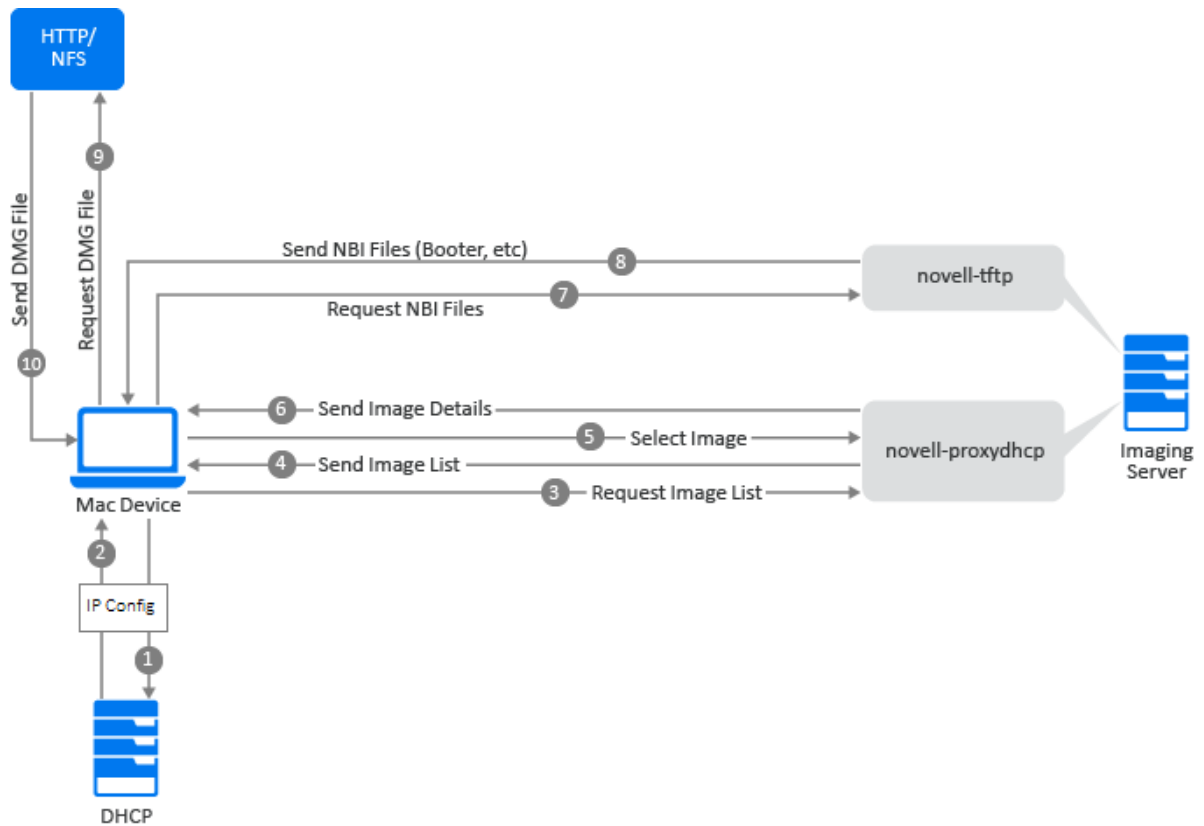 HTTP/
NFS
9
Send DMG File
Request DMG File
10
Send NBI Files (Booter, etc)
8
7
Request NBI Files
novell-tftp
6
Send Image Details
5
Select Image
4
Send Image List
3
Request Image List
novell-proxydhcp
Imaging
Server
Mac Device
2
IP Config
1
DHCP